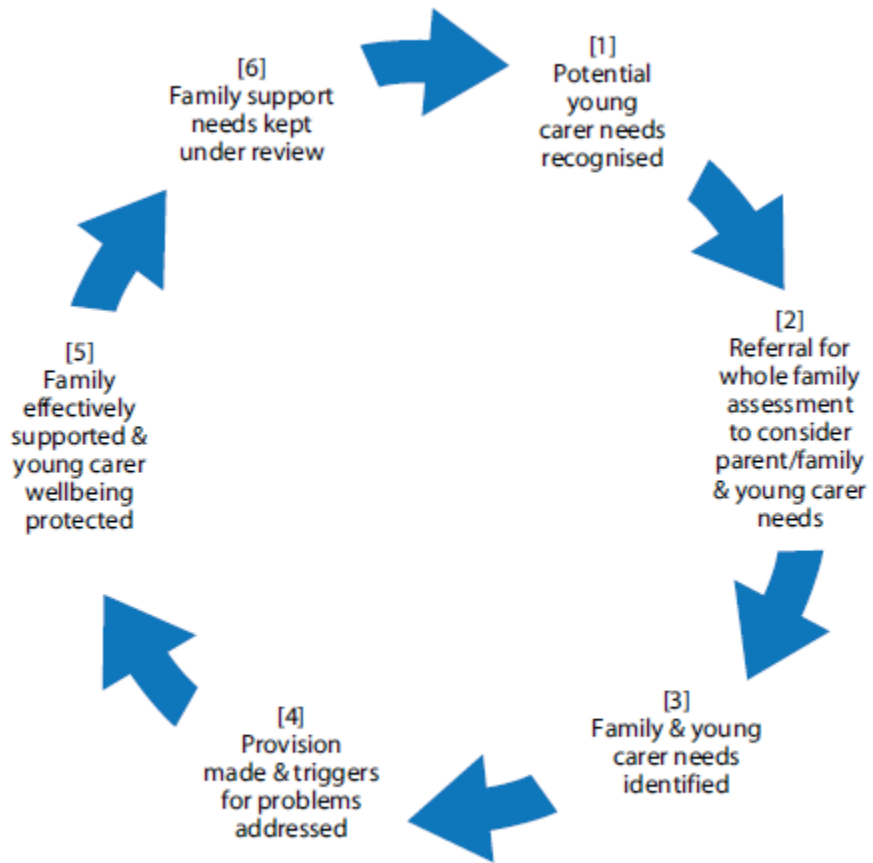 [1]
Potential
young
carer needs
recognised
[2]
Referral for
whole family
assessment
to consider
parent/family
& young carer
needs
[3]
Family & young
carer needs
identified
[4]
Provision
made & triggers
for problems
addressed
[5]
Family
effectively
supported &
young carer
wellbeing
protected
[6]
Family support
needs kept
under review